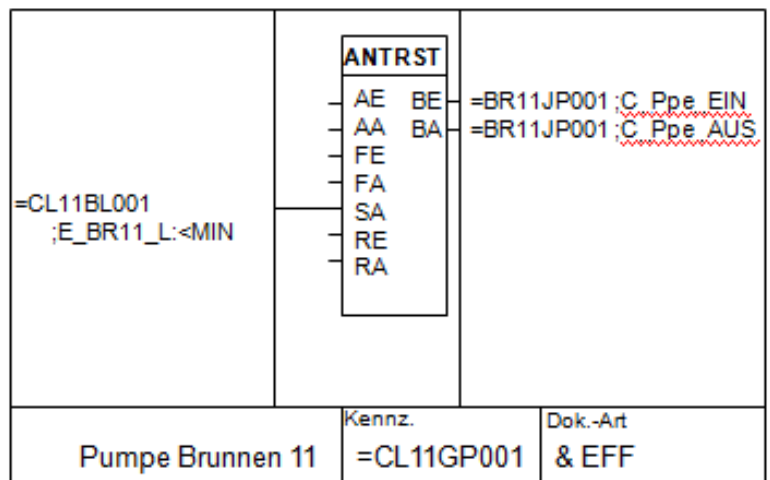 ANTRST
AE BE =BR11JP001 ;C_Ppe_EIN
AA BA =BR11JP001 ;C_Ppe_AUS
FE
FA
=CL11BL001
SA
;E_BR11_L:<MIN
RE
RA
Kennz.
Dok.-Art
Pumpe Brunnen 11
=CL11GP001
& EFF